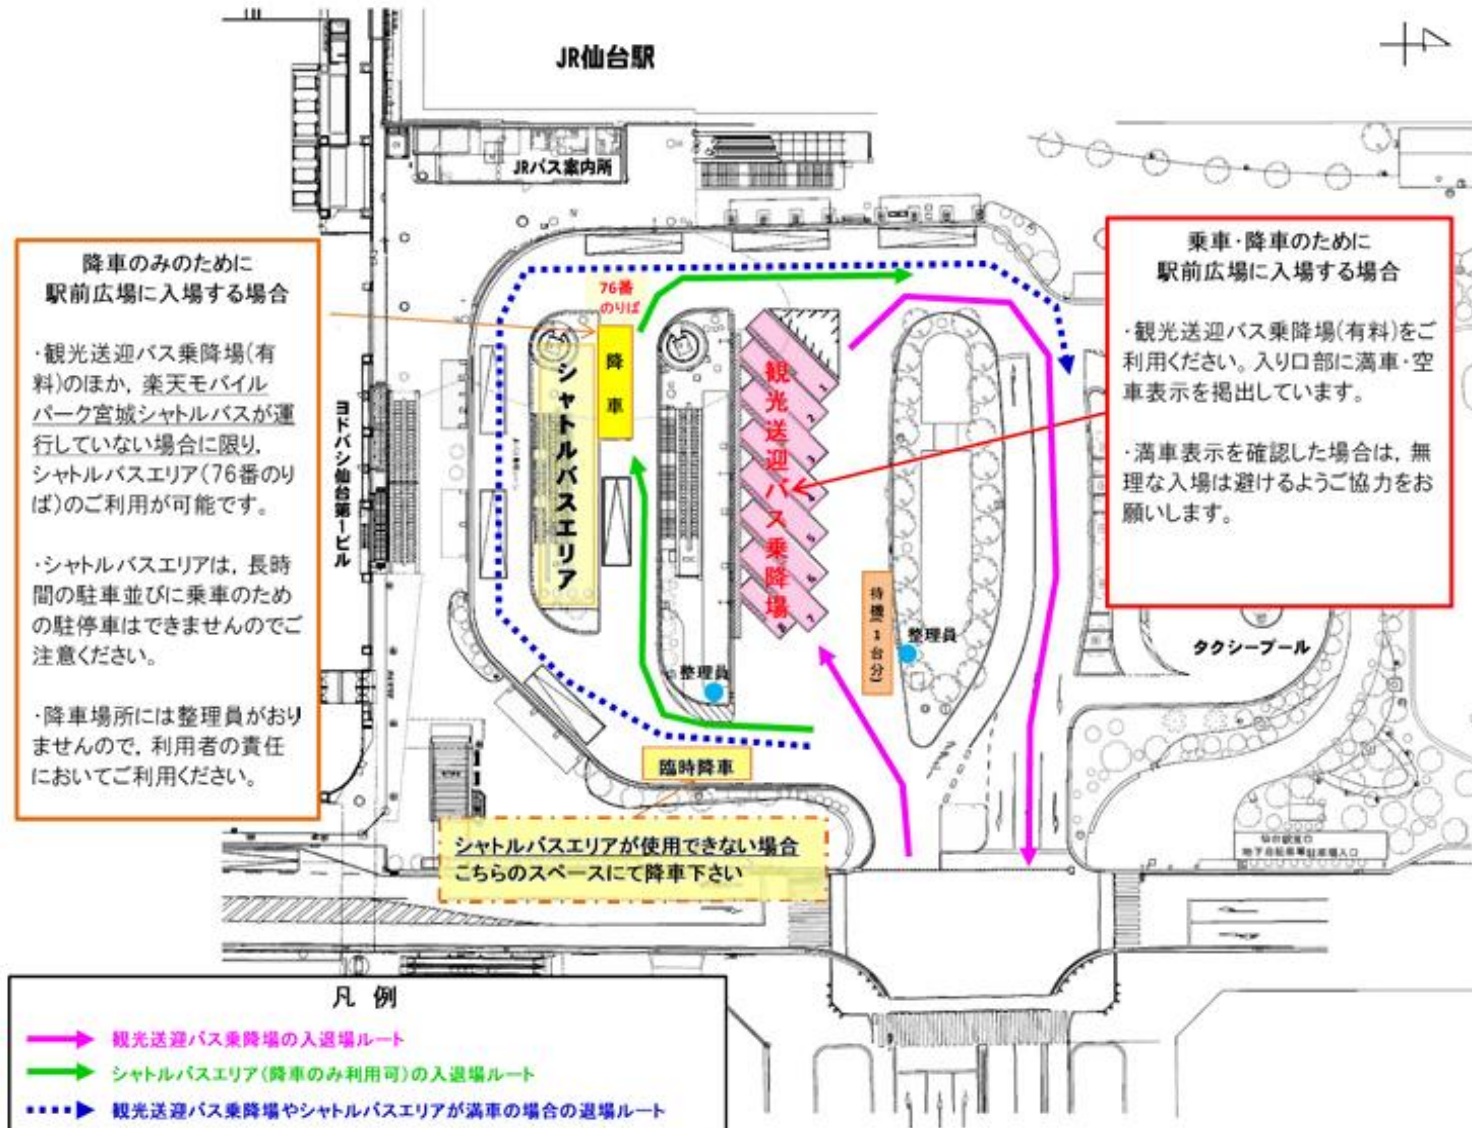 JR仙台駅
JRバス案内所
降車のみのために
駅前広場に入場する場合
・観光送迎バス乗降場(有
料)のほか、楽天モバイル
パーク宮城シャトルバスが運
行していない場合に限り、
シャトルバスエリア(76番のり
ば)のご利用が可能です。
・シャトルバスエリアは、長時
間の駐車並びに乗車のため
の駐停車はできませんのでご
注意ください。
・降車場所には整理員がおり
ませんので、利用者の責任
においてご利用ください。
ヨドバシ仙台第1ビル
76番
のりば
降車
シャトルバスエリア
観光送迎バス乗降場
1
2
3
5
6
7
待機(1台分)
整理員
整理員
乗車・降車のために
駅前広場に入場する場合
・観光送迎バス乗降場(有料)をご
利用ください。入り口部に満車・空
車表示を掲出しています。
・満車表示を確認した場合は、無
理な入場は避けるようご協力をお
願いします。
タクシープール
臨時降車
シャトルバスエリアが使用できない場合
こちらのスペースにて降車下さい
凡 例
観光送迎バス乗降場の入退場ルート
シャトルバスエリア(降車のみ利用可)の入退場ルート
観光送迎バス乗降場やシャトルバスエリアが満車の場合の退場ルート